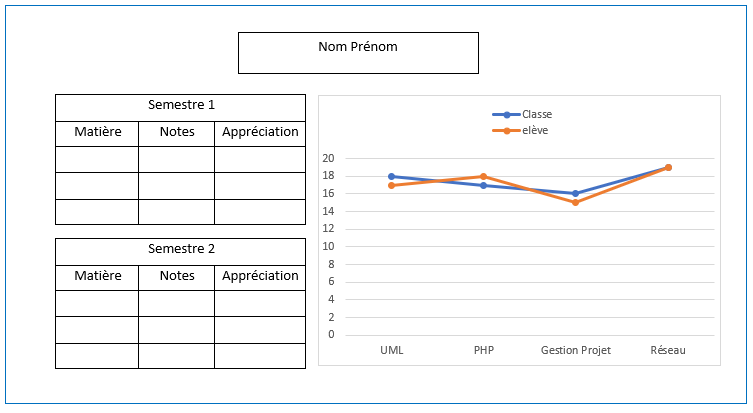 Nom Prénom
Semestre 1
Matière Notes Appréciation
Semestre 2
Matière Notes Appréciation
Classe
elève
20
18
16
14
12
10
8
6
4
2
0
UML PHP Gestion Projet Réseau